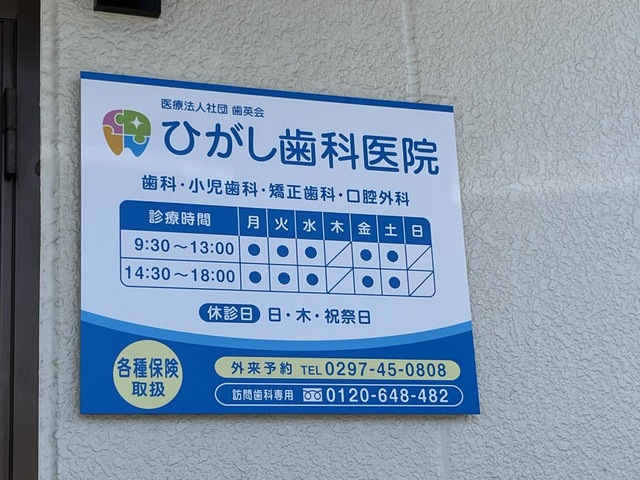 医療法人社団 歯英会
ひがし歯科医院
歯科・小児歯科・矯正歯科・口腔外科
診療時間 月 火 水 木 金 土 日
9:30～13:00 ● ● ● ／ ● ● ／
14:30～18:00 ● ● ● ／ ● ● ／
休診日 日・木・祝祭日
各種保険
取扱
外来予約 TEL 0297-45-0808
訪問歯科専用 0120-648-482